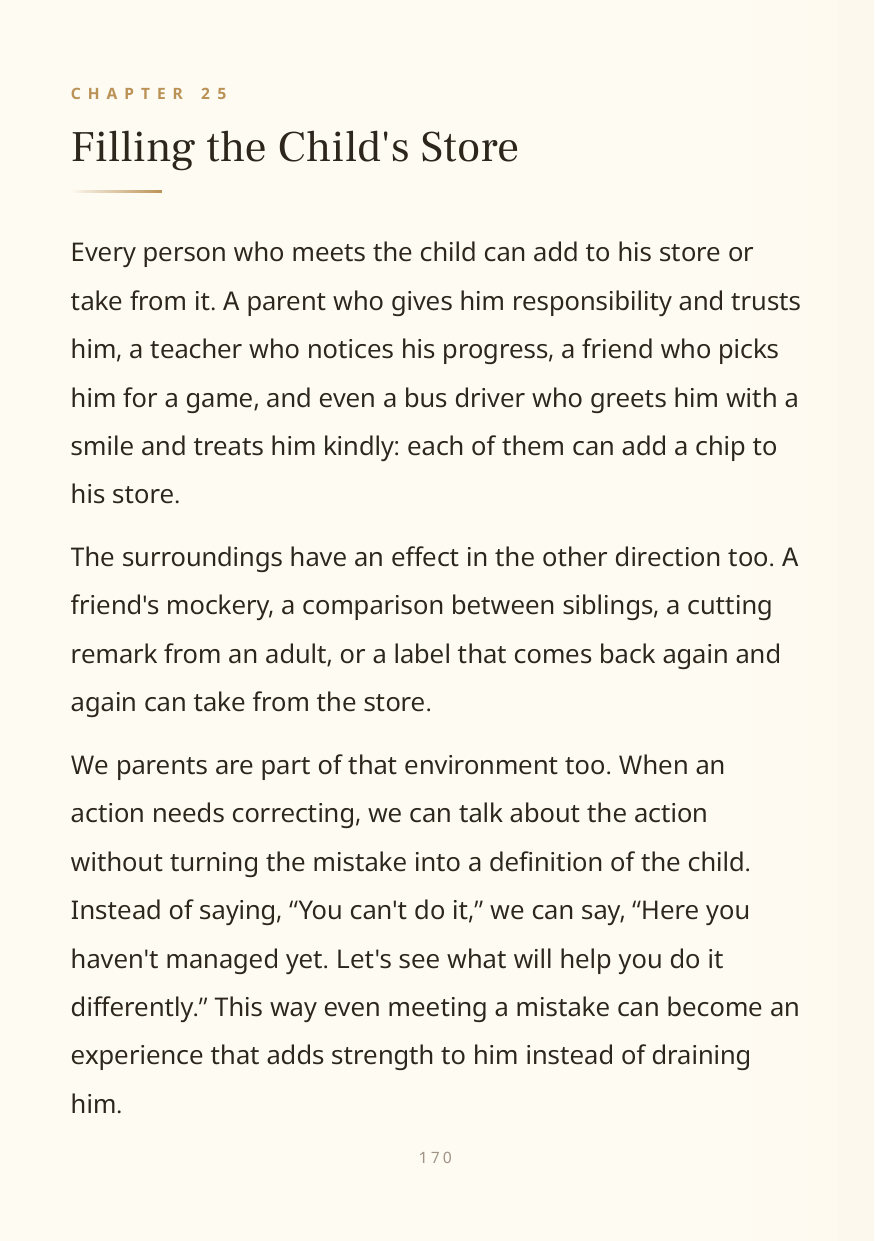 CHAPTER 25
Filling the Child's Store
Every person who meets the child can add to his store or
take from it. A parent who gives him responsibility and trusts
him, a teacher who notices his progress, a friend who picks
him for a game, and even a bus driver who greets him with a
smile and treats him kindly: each of them can add a chip to
his store.
The surroundings have an effect in the other direction too. A
friend's mockery, a comparison between siblings, a cutting
remark from an adult, or a label that comes back again and
again can take from the store.
We parents are part of that environment too. When an
action needs correcting, we can talk about the action
without turning the mistake into a definition of the child.
Instead of saying, “You can't do it,” we can say, “Here you
haven't managed yet. Let's see what will help you do it
differently.” This way even meeting a mistake can become an
experience that adds strength to him instead of draining
him.
170